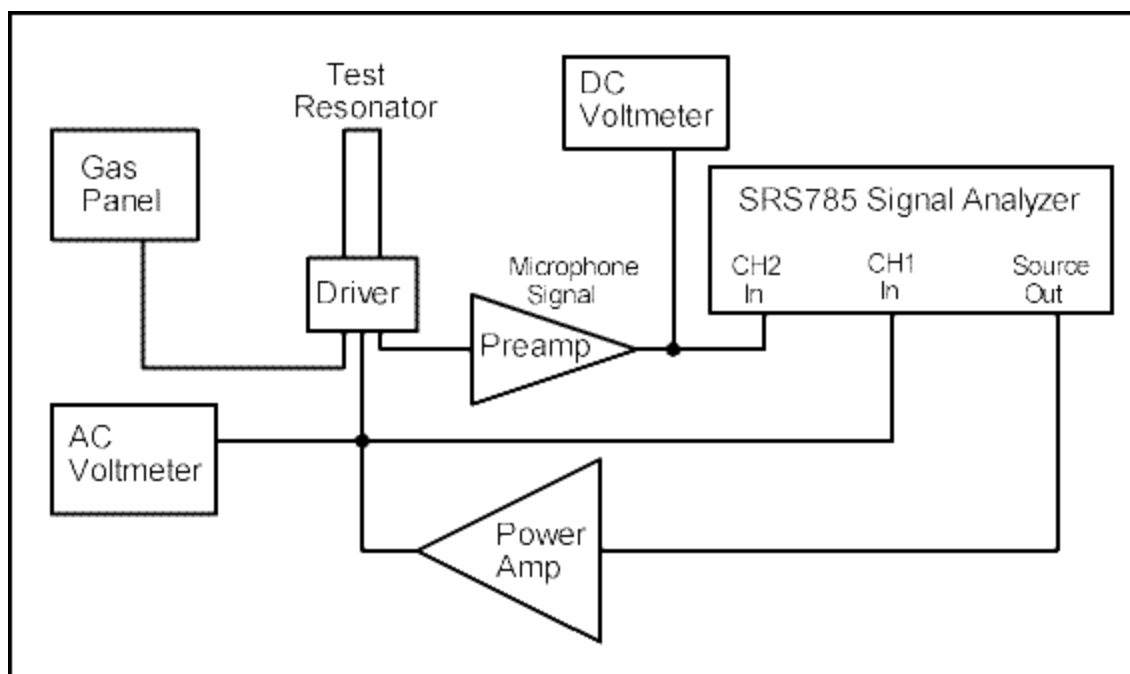 Test
Resonator
DC
Voltmeter
Gas
Panel
SRS785 Signal Analyzer
Microphone
Signal
CH2
In
CH1
In
Source
Out
Driver
Preamp
AC
Voltmeter
Power
Amp